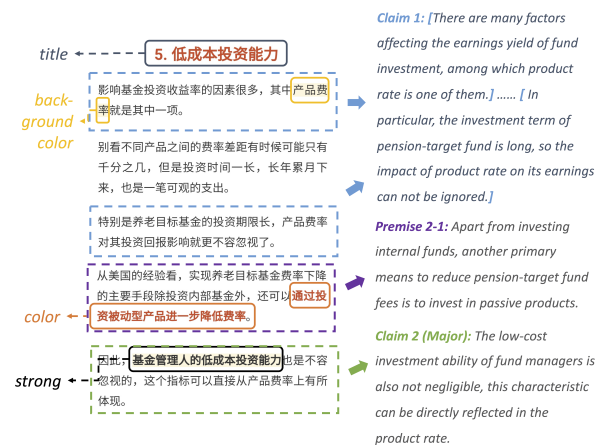 title
5. 低成本投资能力
back-
ground
color
影响基金投资收益率的因素很多，其中产品费
率就是其中一项。
别看不同产品之间的费率差距有时候可能只有
千分之几，但是投资时间一长，长年累月下
来，也是一笔可观的支出。
特别是养老目标基金的投资期限长，产品费率
对其投资回报影响就更不容忽视了。
从美国的经验看，实现养老目标基金费率下降
的主要手段除投资内部基金外，还可以通过投
资被动型产品进一步降低费率。
color
因此，基金管理人的低成本投资能力也是不容
忽视的，这个指标可以直接从产品费率上有所
体现。
strong
Claim 1: [There are many factors
affecting the earnings yield of fund
investment, among which product
rate is one of them.] ...... [ In
particular, the investment term of
pension-target fund is long, so the
impact of product rate on its earnings
can not be ignored.]
Premise 2-1: Apart from investing
internal funds, another primary
means to reduce pension-target fund
fees is to invest in passive products.
Claim 2 (Major): The low-cost
investment ability of fund managers is
also not negligible, this characteristic
can be directly reflected in the
product rate.